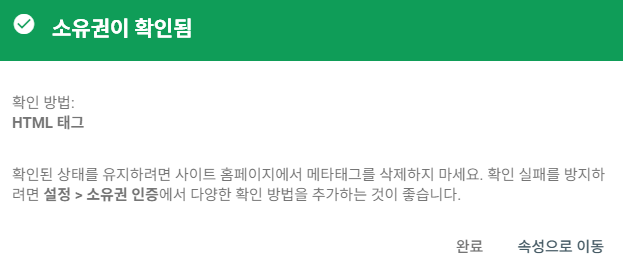 소유권이 확인됨
확인 방법:
HTML 태그
확인된 상태를 유지하려면 사이트 홈페이지에서 메타태그를 삭제하지 마세요. 확인 실패를 방지하
려면 설정 > 소유권 인증에서 다양한 확인 방법을 추가하는 것이 좋습니다.
완료 속성으로 이동